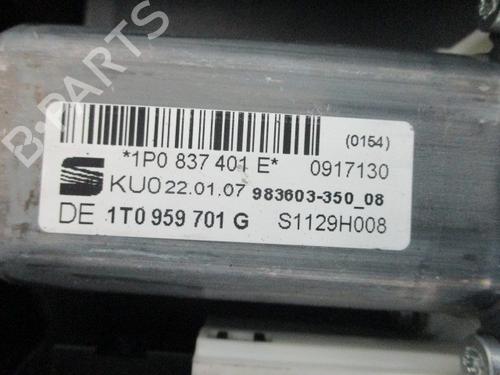 B-PARTS
(0154)
*1P0 837 401 E* 0917130
KU0 22.01.07 983603-350_08
DE 1T0 959 701 G S1129H008